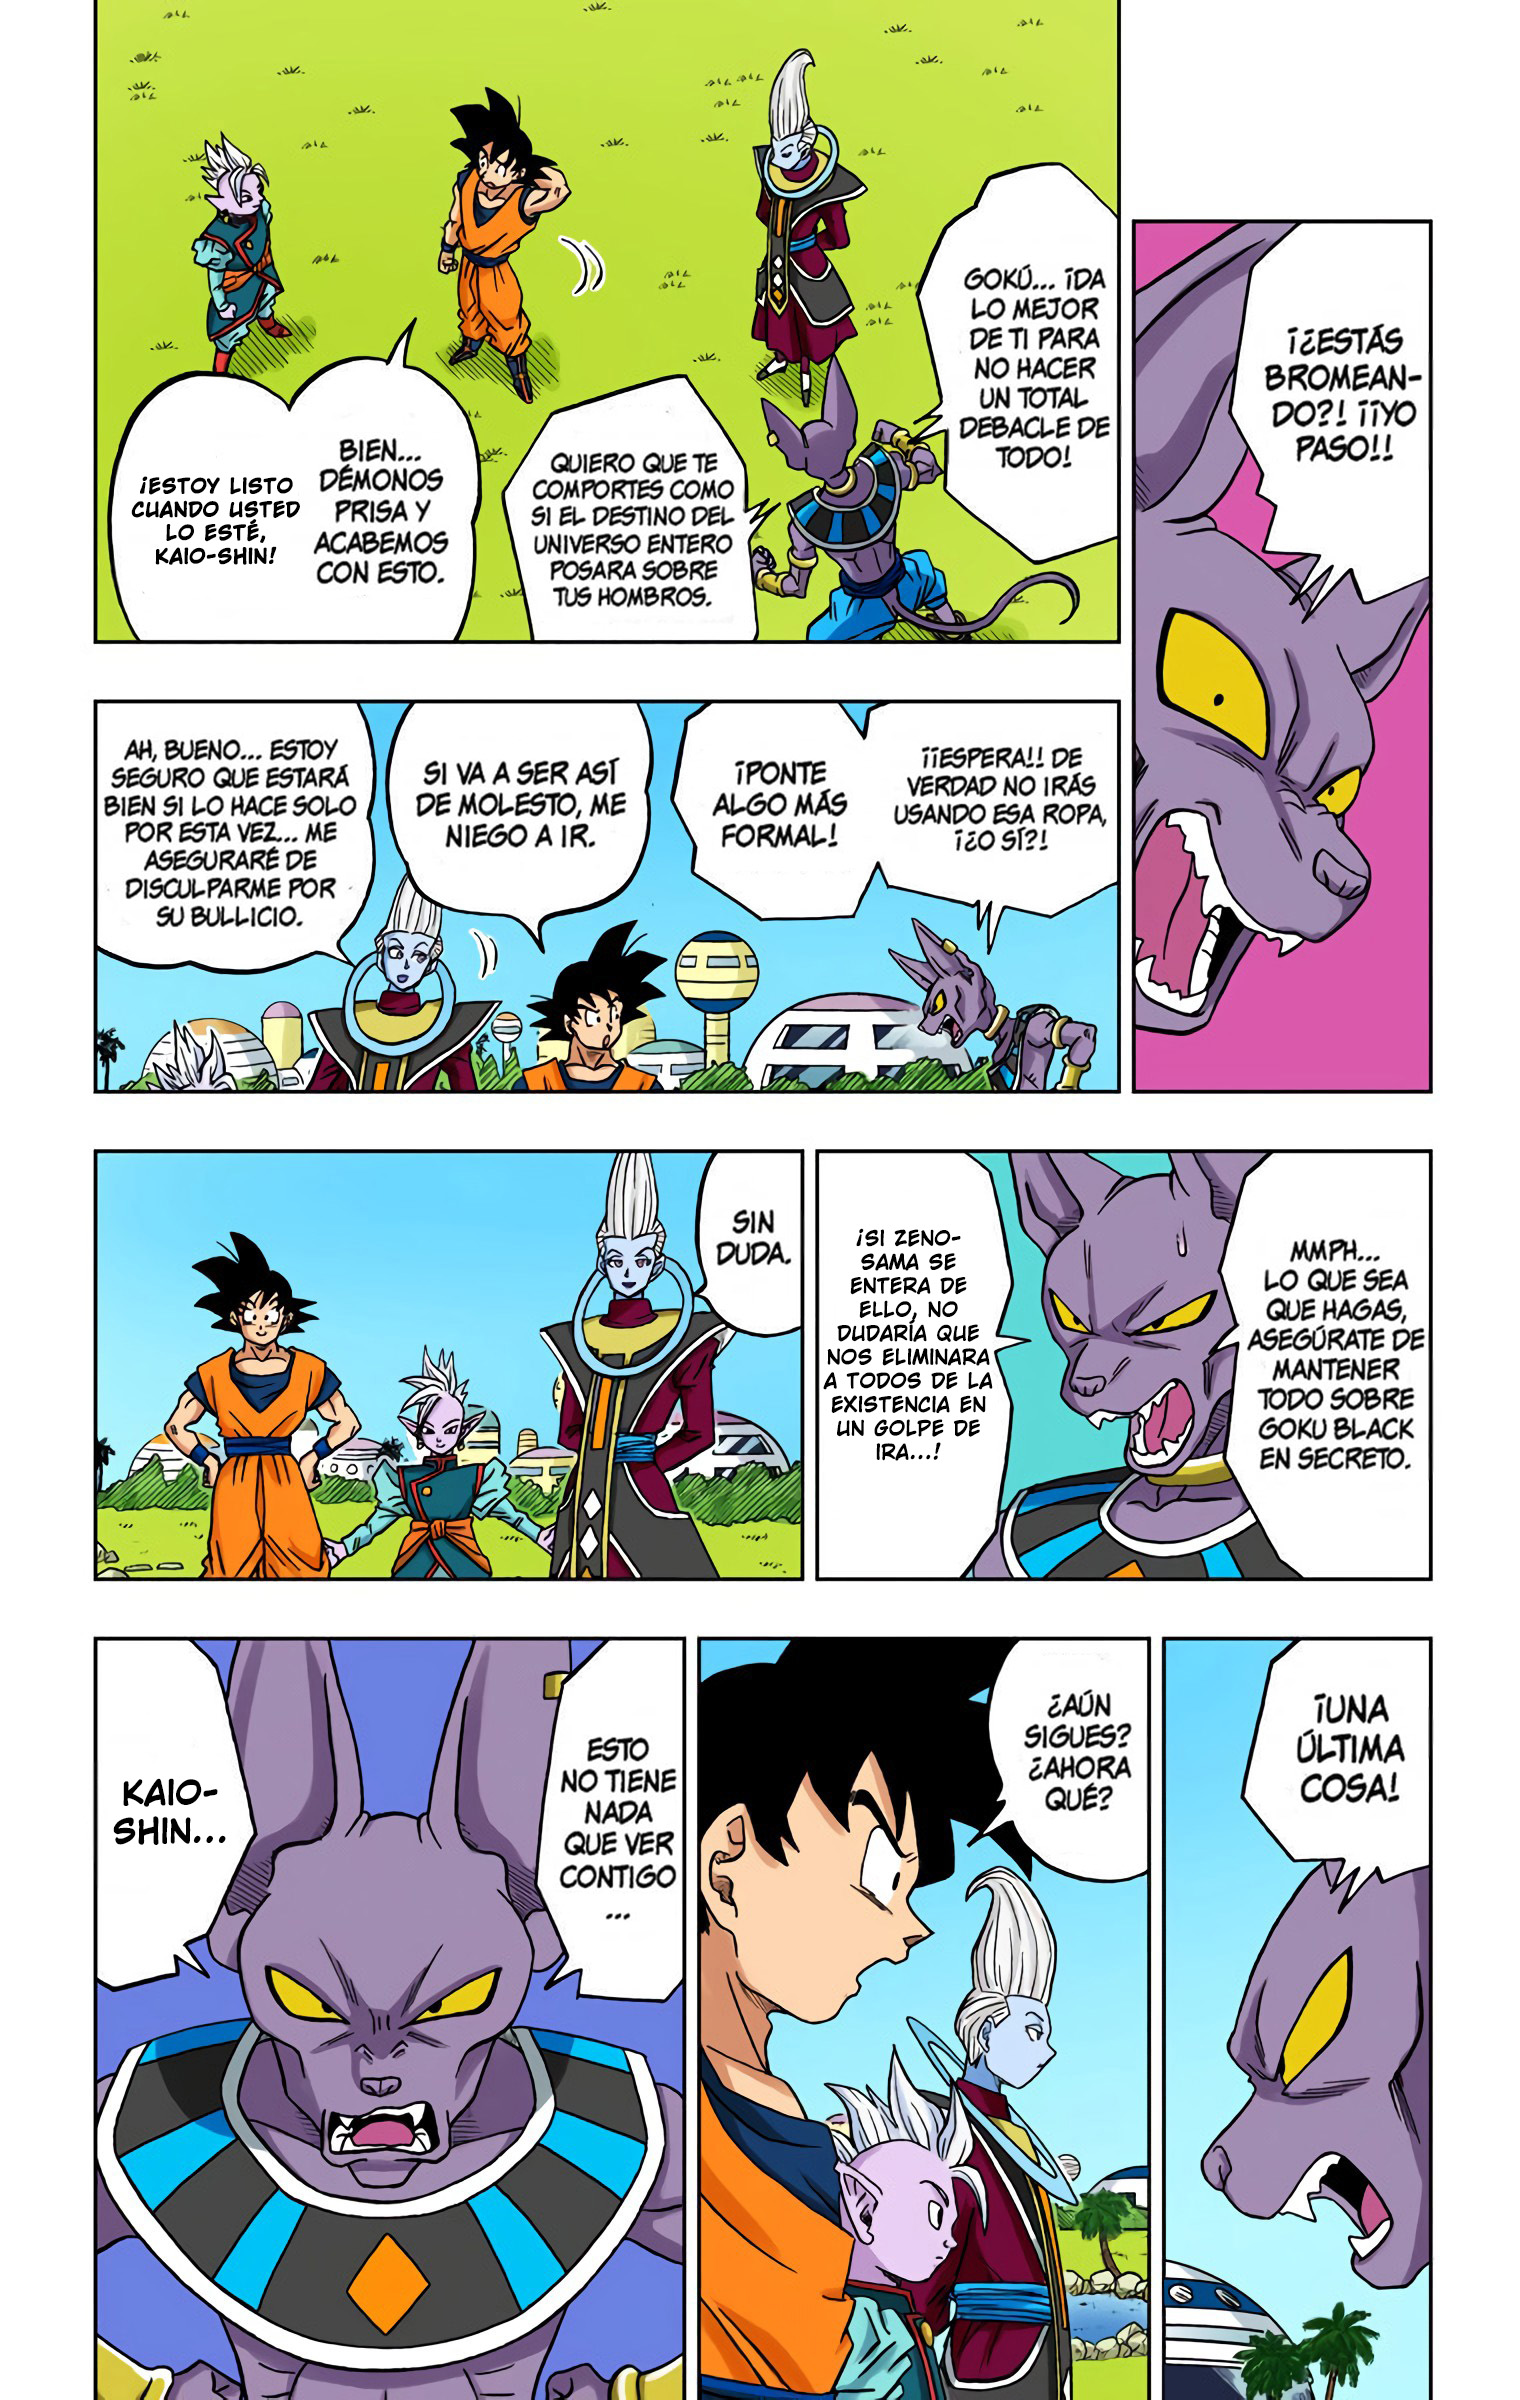 ¡¿ESTÁS
BROMEAN-
DO?! ¡¡YO
PASO!!
GOKÚ... ¡DA
LO MEJOR
DE TI PARA
NO HACER
UN TOTAL
DEBACLE DE
TODO!
QUIERO QUE TE
COMPORTES COMO
SI EL DESTINO DEL
UNIVERSO ENTERO
POSARA SOBRE
TUS HOMBROS.
BIEN...
DÉMONOS
PRISA Y
ACABEMOS
CON ESTO.
¡ESTOY LISTO
CUANDO USTED
LO ESTÉ,
KAIO-SHIN!
¡¡ESPERA!! DE
VERDAD NO IRÁS
USANDO ESA ROPA,
¡¿O SÍ?!
¡PONTE
ALGO MÁS
FORMAL!
SI VA A SER ASÍ
DE MOLESTO, ME
NIEGO A IR.
AH, BUENO... ESTOY
SEGURO QUE ESTARÁ
BIEN SI LO HACE SOLO
POR ESTA VEZ... ME
ASEGURARÉ DE
DISCULPARME POR
SU BULLICIO.
MMPH...
LO QUE SEA
QUE HAGAS,
ASEGÚRATE DE
MANTENER
TODO SOBRE
GOKU BLACK
EN SECRETO.
¡SI ZENO-
SAMA SE
ENTERA DE
ELLO, NO
DUDARÍA QUE
NOS ELIMINARA
A TODOS DE LA
EXISTENCIA EN
UN GOLPE DE
IRA...!
SIN
DUDA.
¡UNA
ÚLTIMA
COSA!
¿AÚN
SIGUES?
¿AHORA
QUÉ?
ESTO
NO TIENE
NADA
QUE VER
CONTIGO
...
KAIO-
SHIN...